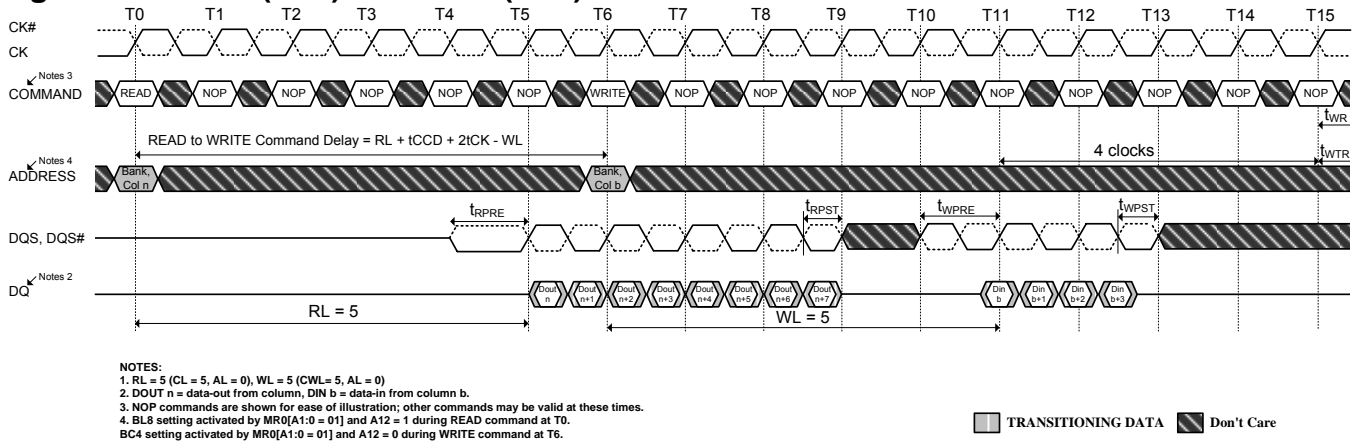 T0 T1 T2 T3 T4 T5 T6 T7 T8 T9 T10 T11 T12 T13 T14 T15
CK#
CK
Notes 3
COMMAND
READ NOP NOP NOP NOP NOP WRITE NOP NOP NOP NOP NOP NOP NOP NOP NOP
tWR
READ to WRITE Command Delay = RL + tCCD + 2tCK - WL
4 clocks
tWTR
Notes 4
ADDRESS
Bank, Col n
Bank, Col b
tRPRE
tRPST
tWPRE
tWPST
DQS, DQS#
Notes 2
DQ
Dout n Dout n+1 Dout n+2 Dout n+3 Dout n+4 Dout n+5 Dout n+6 Dout n+7 Din b Din b+1 Din b+2 Din b+3
RL = 5
WL = 5
NOTES:
1. RL = 5 (CL = 5, AL = 0), WL = 5 (CWL= 5, AL = 0)
2. DOUT n = data-out from column, DIN b = data-in from column b.
3. NOP commands are shown for ease of illustration; other commands may be valid at these times.
4. BL8 setting activated by MR0[A1:0 = 01] and A12 = 1 during READ command at T0.
BC4 setting activated by MR0[A1:0 = 01] and A12 = 0 during WRITE command at T6.
TRANSITIONING DATA
Don't Care